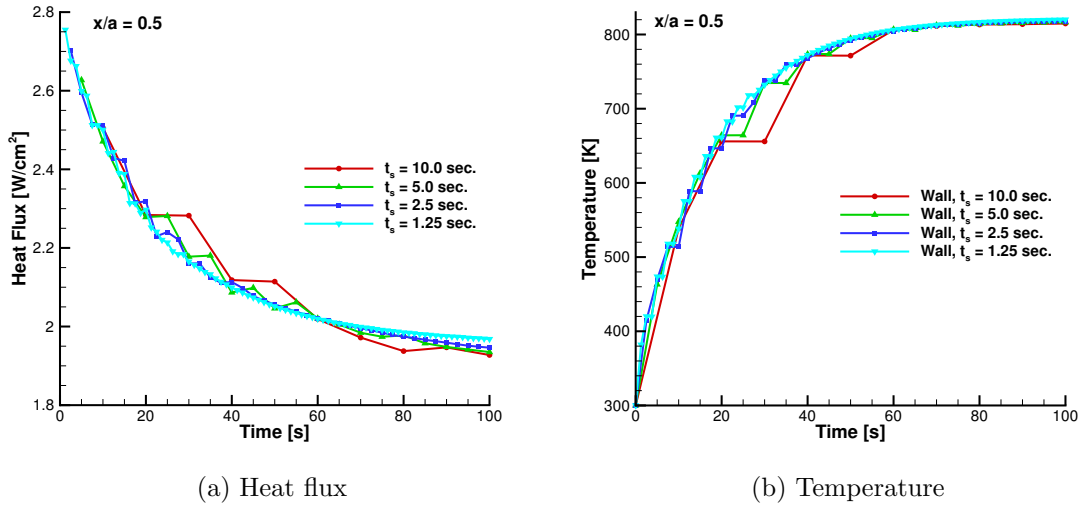 x/a = 0.5
Heat Flux [W/cm²]
2.8
2.6
2.4
2.2
2
1.8
t_s = 10.0 sec.
t_s = 5.0 sec.
t_s = 2.5 sec.
t_s = 1.25 sec.
0 20 40 60 80 100
Time [s]
(a) Heat flux
x/a = 0.5
Temperature [K]
800
700
600
500
400
300
Wall, t_s = 10.0 sec.
Wall, t_s = 5.0 sec.
Wall, t_s = 2.5 sec.
Wall, t_s = 1.25 sec.
0 20 40 60 80 100
Time [s]
(b) Temperature